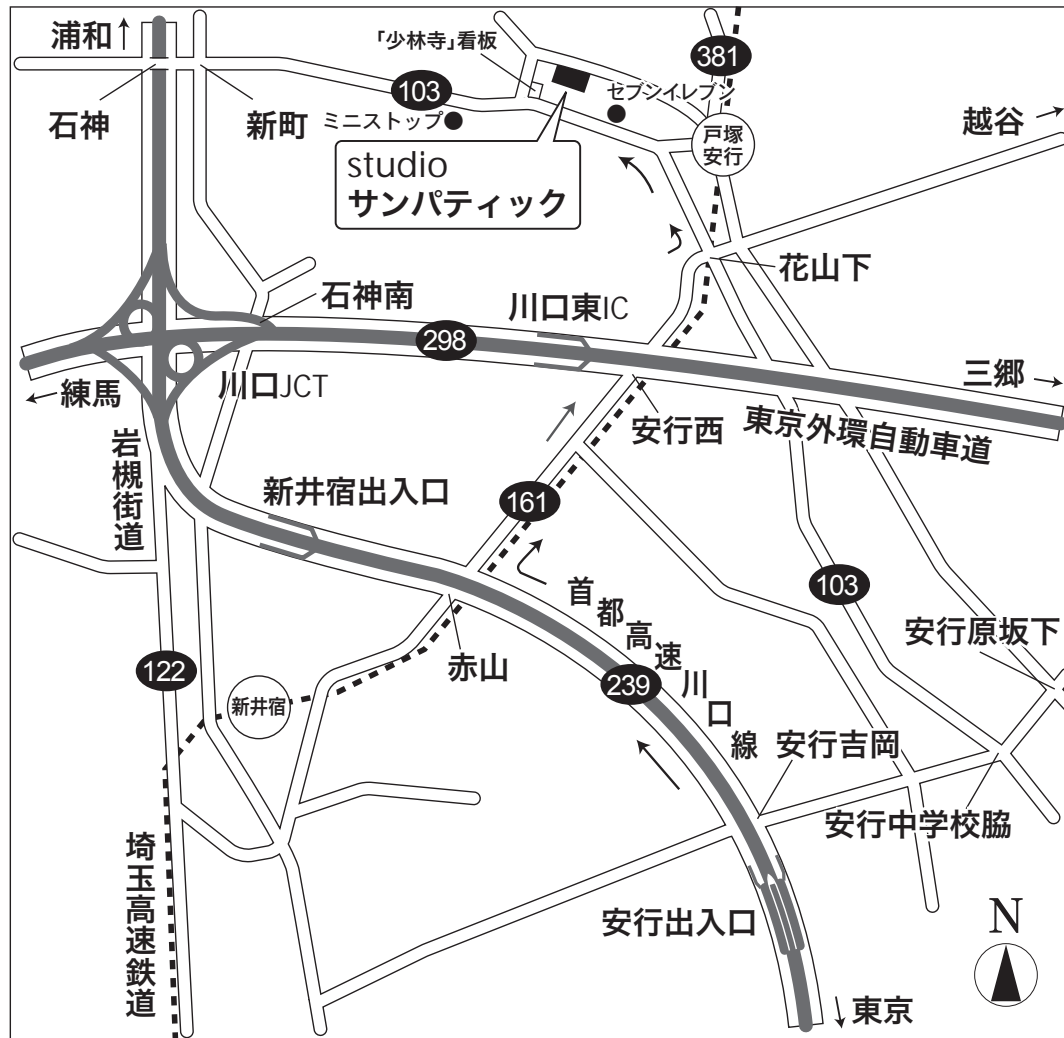 浦和
「少林寺」看板
381
103
セブンイレブン
石神
新町
ミニストップ
戸塚
安行
越谷
studio
サンパティック
花山下
石神南
川口東IC
298
三郷
練馬
川口JCT
安行西
東京外環自動車道
岩槻街道
新井宿出入口
161
首都高速川口線
103
安行原坂下
122
赤山
239
新井宿
安行吉岡
安行中学校脇
埼玉高速鉄道
安行出入口
N
東京